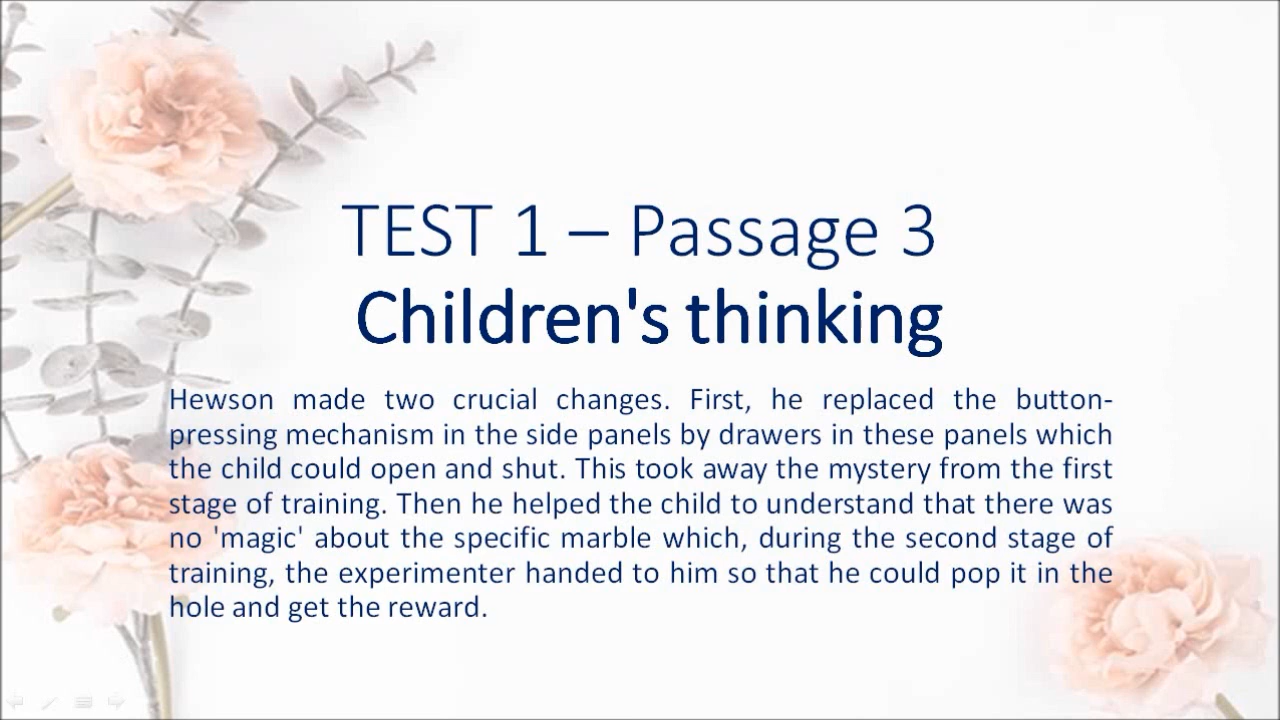 TEST 1 – Passage 3
Children's thinking
Hewson made two crucial changes. First, he replaced the button-
pressing mechanism in the side panels by drawers in these panels which
the child could open and shut. This took away the mystery from the first
stage of training. Then he helped the child to understand that there was
no 'magic' about the specific marble which, during the second stage of
training, the experimenter handed to him so that he could pop it in the
hole and get the reward.